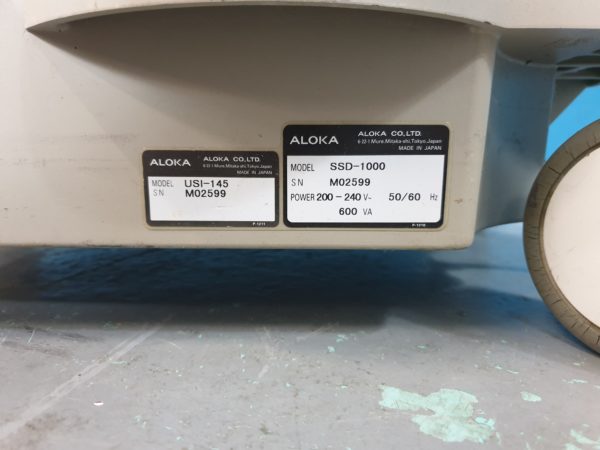 ALOKA ALOKA CO., LTD.
6-22-1 Mure, Mitaka-shi, Tokyo, Japan
MADE IN JAPAN
MODEL USI-145
SN M02599
P-1211
ALOKA ALOKA CO., LTD.
6-22-1 Mure, Mitaka-shi, Tokyo, Japan
MADE IN JAPAN
MODEL SSD-1000
SN M02599
POWER 200-240 V~ 50/60 Hz
600 VA